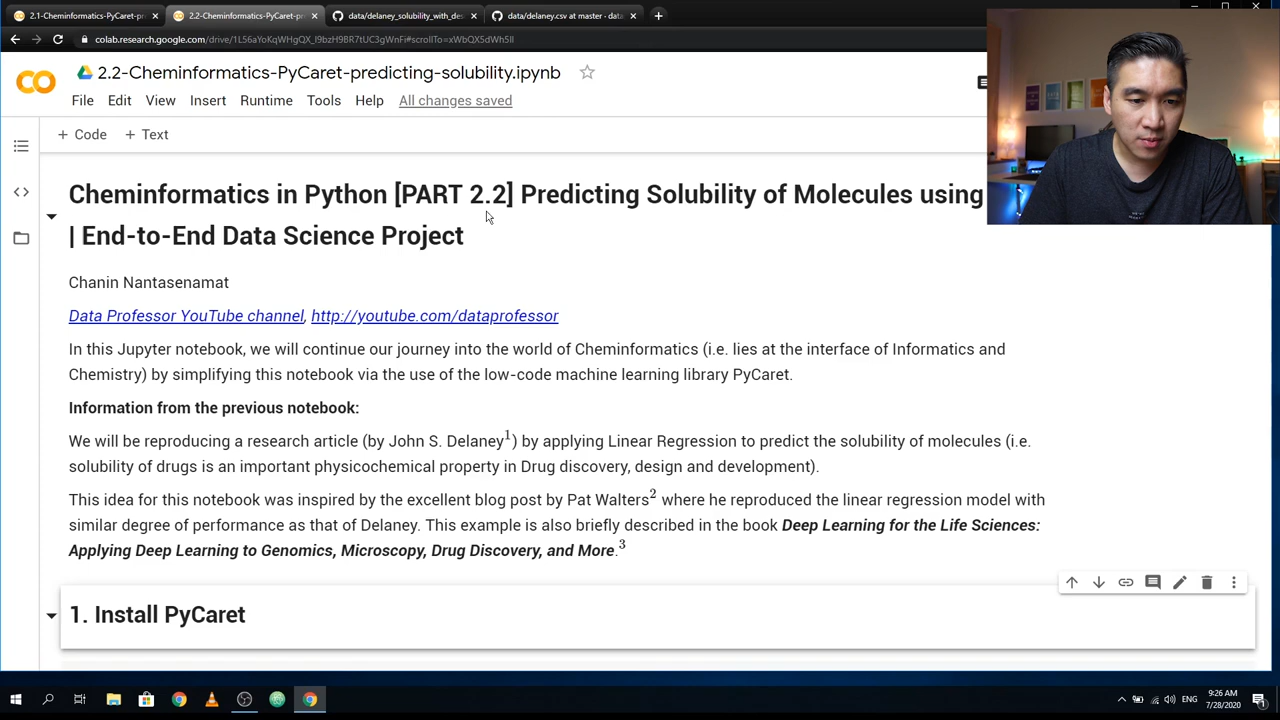 2.1-Cheminformatics-PyCaret-pr
2.2-Cheminformatics-PyCaret-pre
data/delaney_solubility_with_des
data/delaney.csv at master · data
colab.research.google.com/drive/1L56aYoKqWHgQX_I9bzH9BR7tUC3gWnFi#scrollTo=xWbQX5dWh5lI
2.2-Cheminformatics-PyCaret-predicting-solubility.ipynb
File Edit View Insert Runtime Tools Help All changes saved
+ Code + Text
Cheminformatics in Python [PART 2.2] Predicting Solubility of Molecules using
| End-to-End Data Science Project
Chanin Nantasenamat
Data Professor YouTube channel, http://youtube.com/dataprofessor
In this Jupyter notebook, we will continue our journey into the world of Cheminformatics (i.e. lies at the interface of Informatics and
Chemistry) by simplifying this notebook via the use of the low-code machine learning library PyCaret.
Information from the previous notebook:
We will be reproducing a research article (by John S. Delaney1) by applying Linear Regression to predict the solubility of molecules (i.e.
solubility of drugs is an important physicochemical property in Drug discovery, design and development).
This idea for this notebook was inspired by the excellent blog post by Pat Walters2 where he reproduced the linear regression model with
similar degree of performance as that of Delaney. This example is also briefly described in the book Deep Learning for the Life Sciences:
Applying Deep Learning to Genomics, Microscopy, Drug Discovery, and More.3
1. Install PyCaret
ENG
9:26 AM
7/28/2020